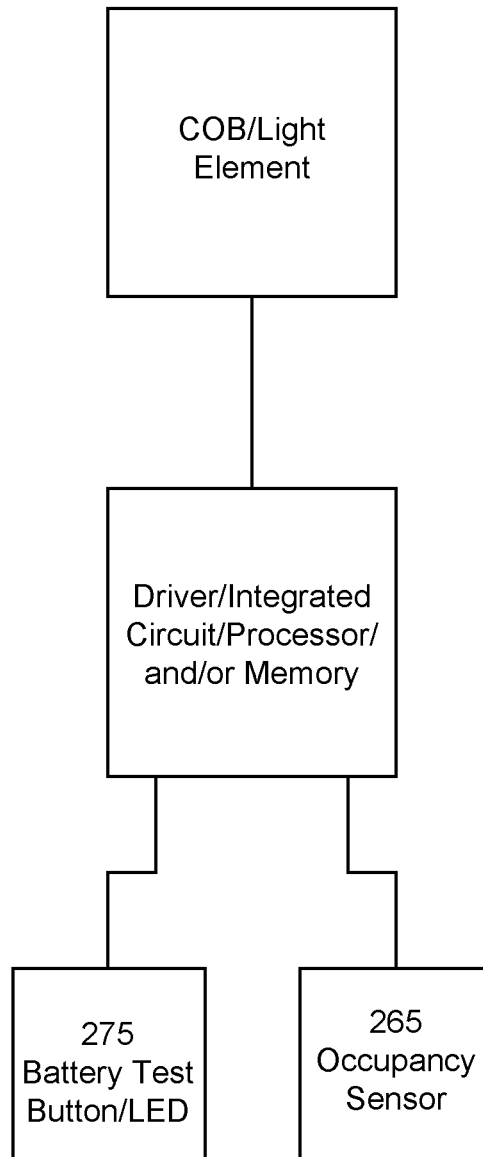 COB/Light
Element
Driver/Integrated
Circuit/Processor/
and/or Memory
275
Battery Test
Button/LED
265
Occupancy
Sensor